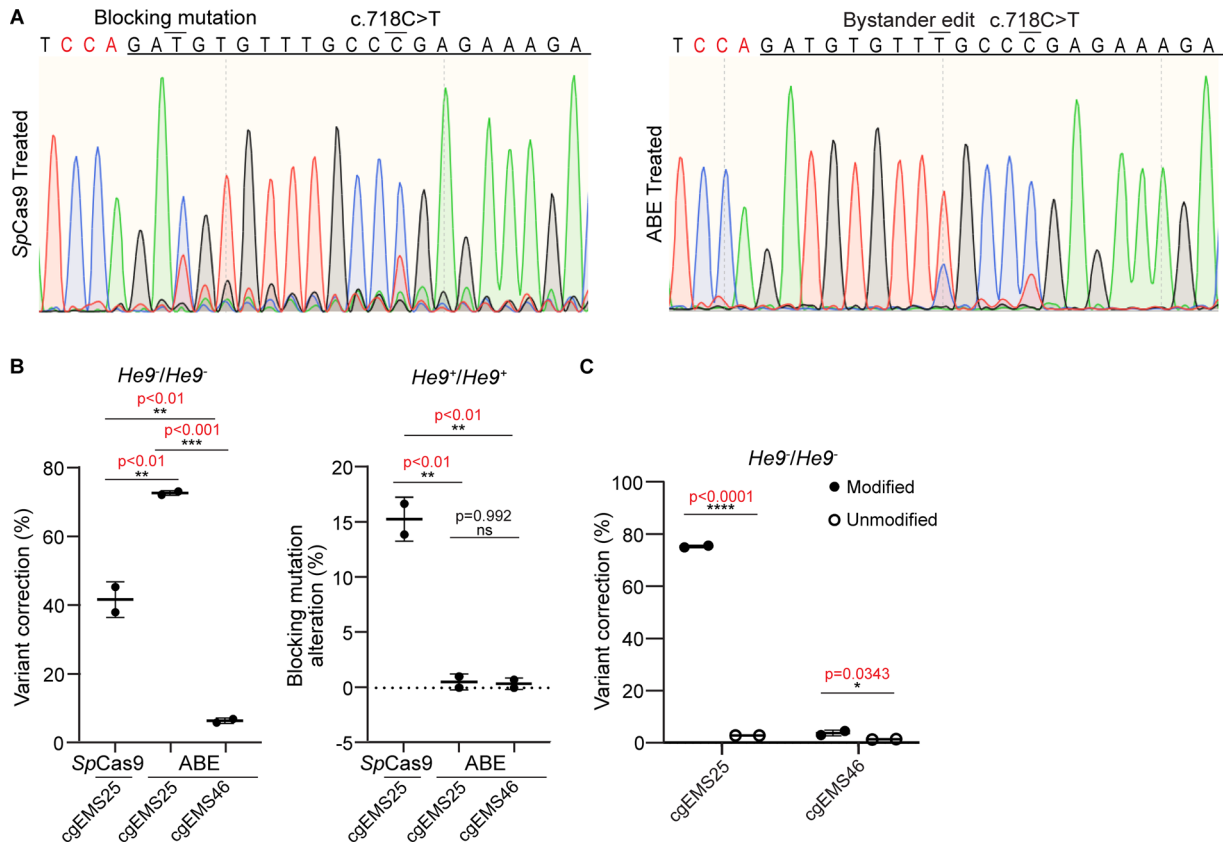 A
Blocking mutation c.718C>T
T C C A G A T G T G T T T G C C C G A G A A A G A
SpCas9 Treated
Bystander edit c.718C>T
T C C A G A T G T G T T T G C C C G A G A A A G A
ABE Treated
B
He9-/He9-
p<0.01
**
p<0.001
***
p<0.01
**
Variant correction (%)
80
60
40
20
0
SpCas9 ABE
cgEMS25 cgEMS25 cgEMS46
He9+/He9+
p<0.01
**
p<0.01
**
p=0.992
ns
Blocking mutation
alteration (%)
20
15
10
5
0
-5
SpCas9 ABE
cgEMS25 cgEMS25 cgEMS46
C
He9-/He9-
p<0.0001
****
Modified
Unmodified
p=0.0343
*
Variant correction (%)
100
80
60
40
20
0
cgEMS25 cgEMS46